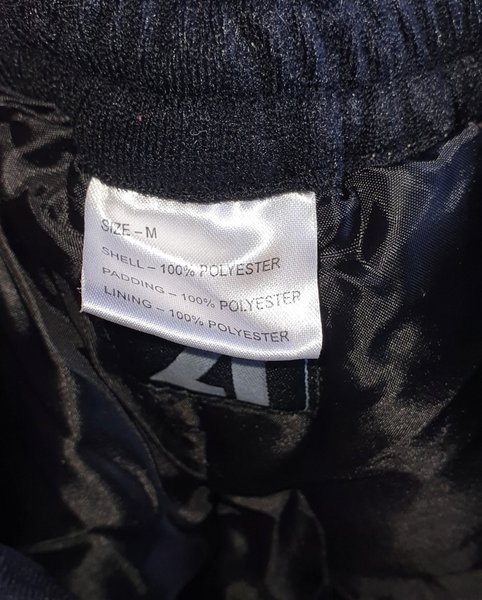 SIZE – M
SHELL – 100% POLYESTER
PADDING – 100% POLYESTER
LINING – 100% POLYESTER